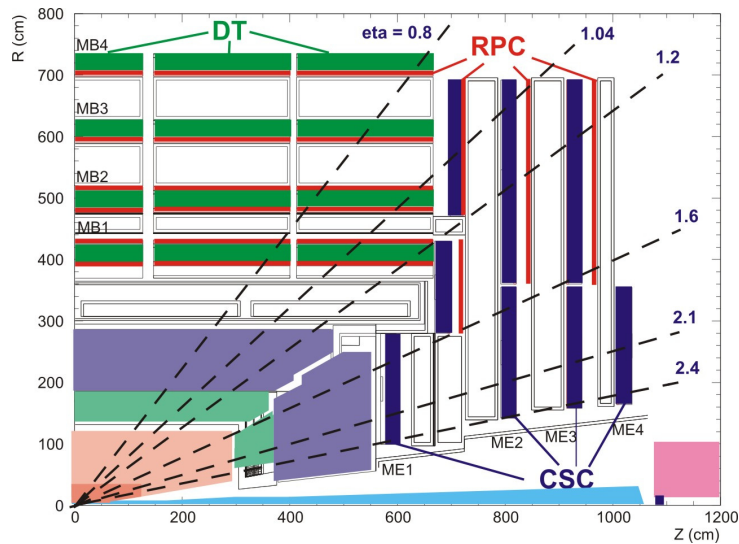 R (cm)
800
700
600
500
400
300
200
100
0
MB4
MB3
MB2
MB1
DT
eta = 0.8
RPC
1.04
1.2
1.6
2.1
2.4
ME1
ME2
ME3
ME4
CSC
0
200
400
600
800
1000
1200
Z (cm)